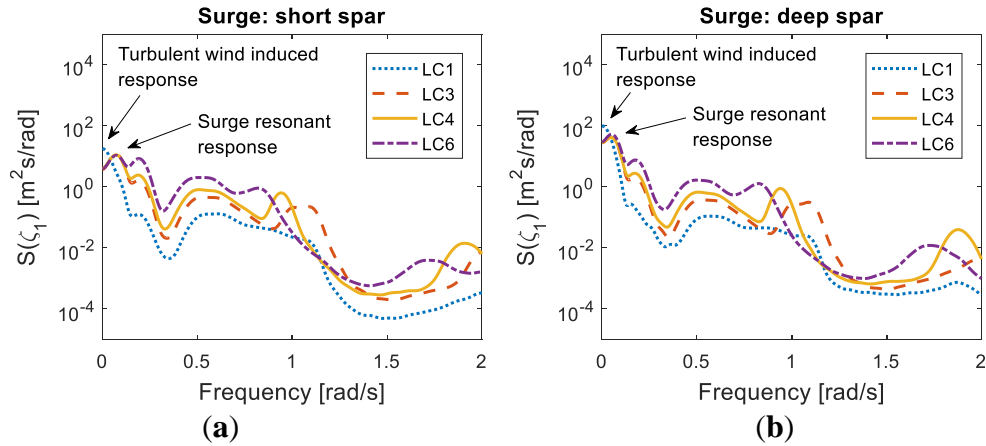 Surge: short spar
10^4
10^2
10^0
10^-2
10^-4
S(ζ_1) [m^2s/rad]
Turbulent wind induced
response
Surge resonant
response
LC1
LC3
LC4
LC6
0 0.5 1 1.5 2
Frequency [rad/s]
(a)
Surge: deep spar
10^4
10^2
10^0
10^-2
10^-4
S(ζ_1) [m^2s/rad]
Turbulent wind induced
response
Surge resonant
response
LC1
LC3
LC4
LC6
0 0.5 1 1.5 2
Frequency [rad/s]
(b)